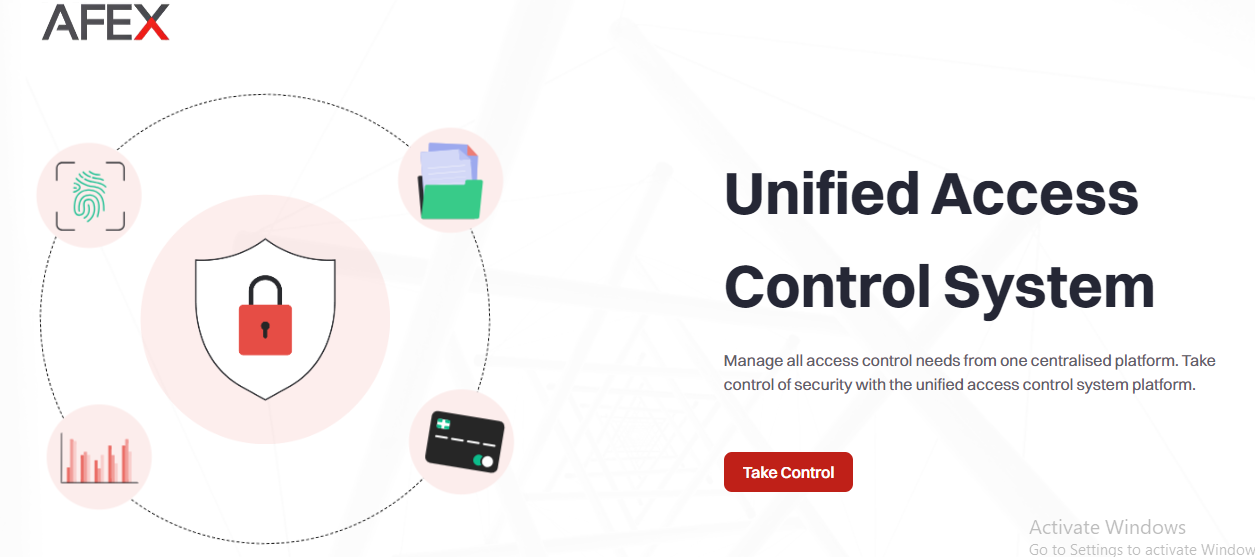 AFEX
Unified Access
Control System
Manage all access control needs from one centralised platform. Take
control of security with the unified access control system platform.
Take Control
Activate Windows
Go to Settings to activate Window